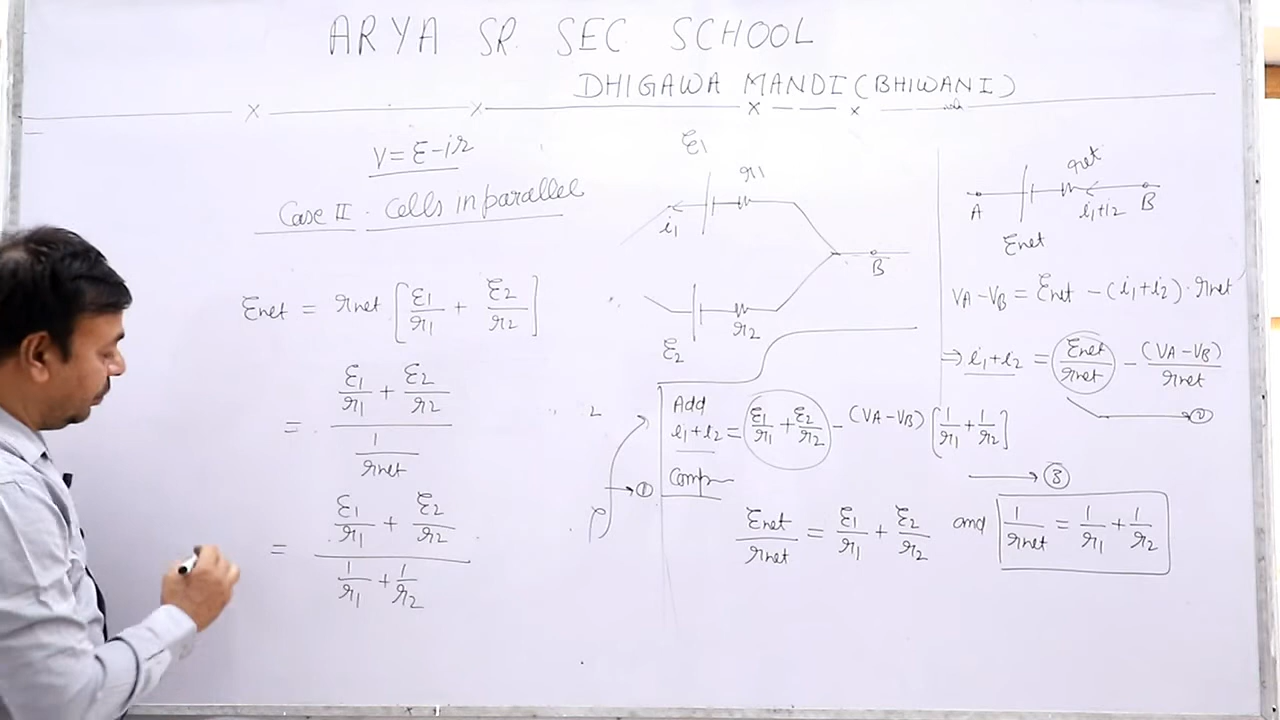 ARYA SR. SEC. SCHOOL
DHIGAWA MANDI (BHIWANI)
V = ℰ - ir
Case II . Cells in parallel
ℰnet = rnet [ℰ1/r1 + ℰ2/r2]
= (ℰ1/r1 + ℰ2/r2) / (1/rnet)
= (ℰ1/r1 + ℰ2/r2) / (1/r1 + 1/r2)
ℰ1
r1
i1
B
r2
ℰ2
2
→ ①
Add
i1+i2 = ℰ1/r1 + ℰ2/r2 - (VA-VB) [1/r1 + 1/r2]
→ ③
Comp
ℰnet/rnet = ℰ1/r1 + ℰ2/r2 and 1/rnet = 1/r1 + 1/r2
rnet
A
i1+i2
B
ℰnet
VA-VB = ℰnet - (i1+i2) . rnet
⇒ i1+i2 = ℰnet/rnet - (VA-VB)/rnet